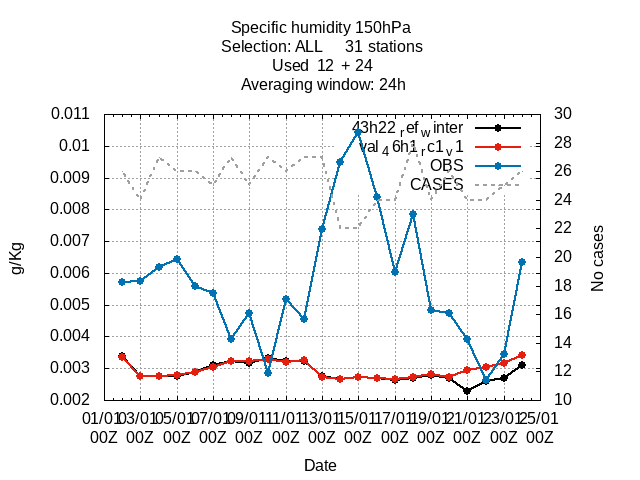 Specific humidity 150hPa
Selection: ALL 31 stations
Used 12 + 24
Averaging window: 24h
43h22 refwinter
val46h1rc1v1
OBS
CASES
0.011
0.01
0.009
0.008
0.007
0.006
0.005
0.004
0.003
0.002
g/Kg
30
28
26
24
22
20
18
16
14
12
10
No cases
01/01 03/01 05/01 07/01 09/01 11/01 13/01 15/01 17/01 19/01 21/01 23/01 25/01
00Z 00Z 00Z 00Z 00Z 00Z 00Z 00Z 00Z 00Z 00Z 00Z 00Z
Date